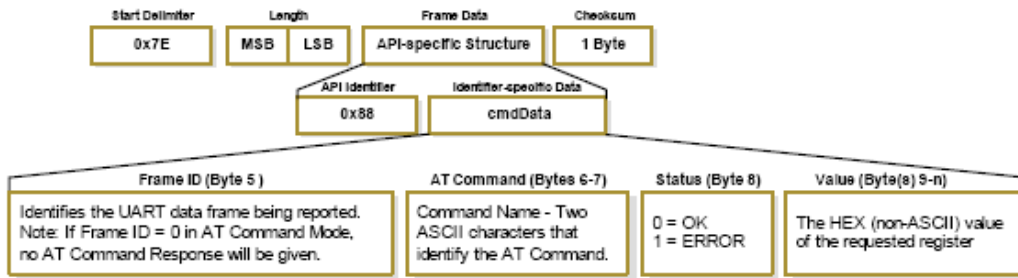 Start Delimiter Length Frame Data Checksum
0x7E MSB LSB API-specific Structure 1 Byte
API Identifier Identifier-specific Data
0x88 cmdData
Frame ID (Byte 5 ) AT Command (Bytes 6-7) Status (Byte 8) Value (Byte(s) 9-n)
Identifies the UART data frame being reported.
Note: If Frame ID = 0 in AT Command Mode,
no AT Command Response will be given.
Command Name - Two
ASCII characters that
identify the AT Command.
0 = OK
1 = ERROR
The HEX (non-ASCII) value
of the requested register